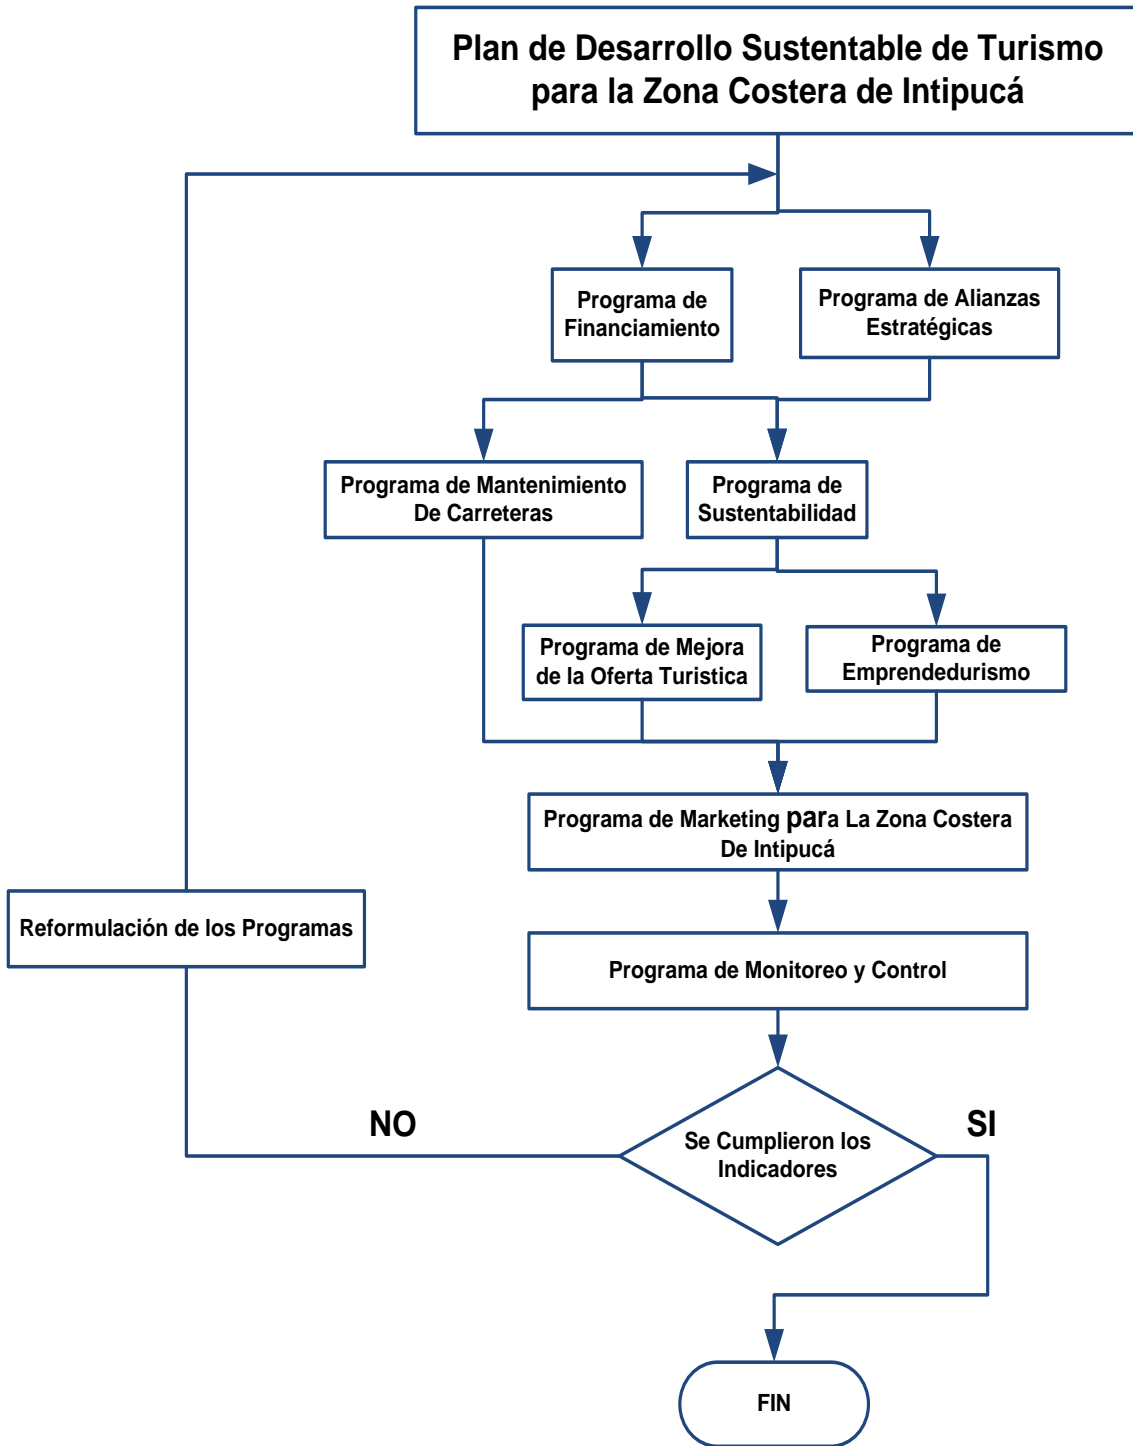 Plan de Desarrollo Sustentable de Turismo
para la Zona Costera de Intipucá
Programa de
Financiamiento
Programa de Alianzas
Estratégicas
Programa de Mantenimiento
De Carreteras
Programa de
Sustentabilidad
Programa de Mejora
de la Oferta Turistica
Programa de
Emprendedurismo
Programa de Marketing para La Zona Costera
De Intipucá
Reformulación de los Programas
Programa de Monitoreo y Control
NO
SI
Se Cumplieron los
Indicadores
FIN